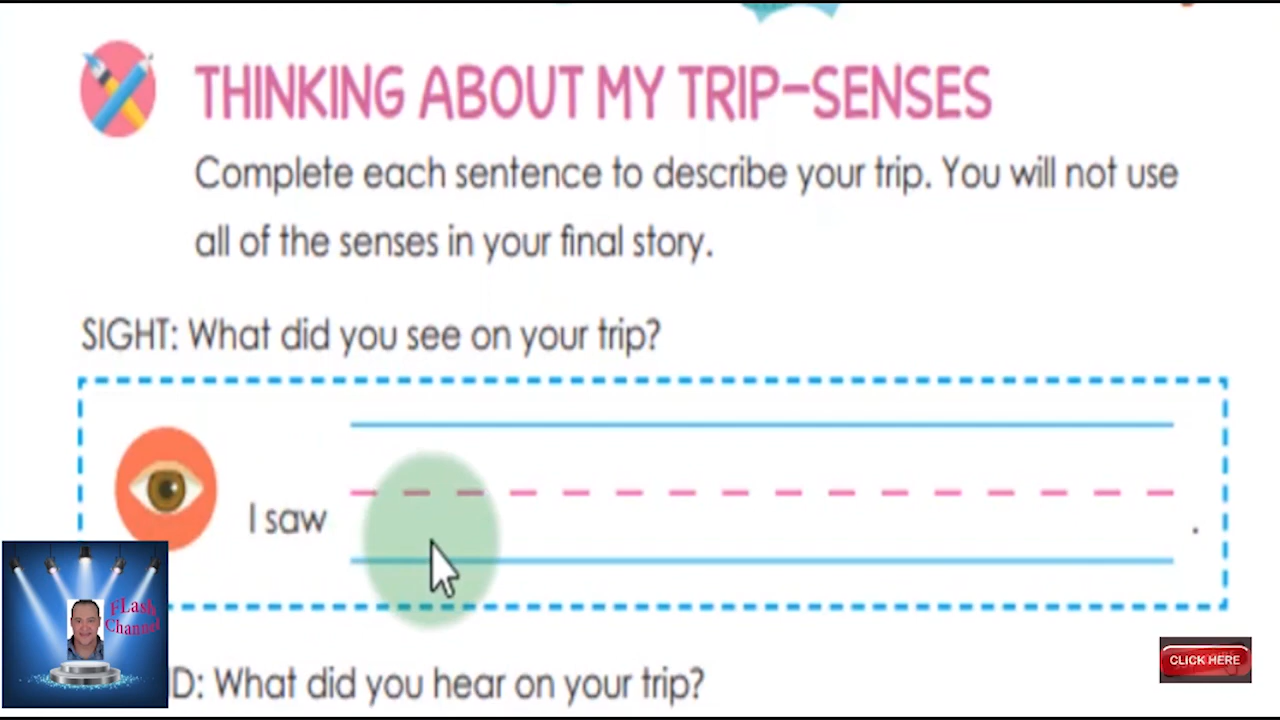 THINKING ABOUT MY TRIP-SENSES
Complete each sentence to describe your trip. You will not use
all of the senses in your final story.
SIGHT: What did you see on your trip?
I saw .
D: What did you hear on your trip?
FLash
Channel
CLICK HERE